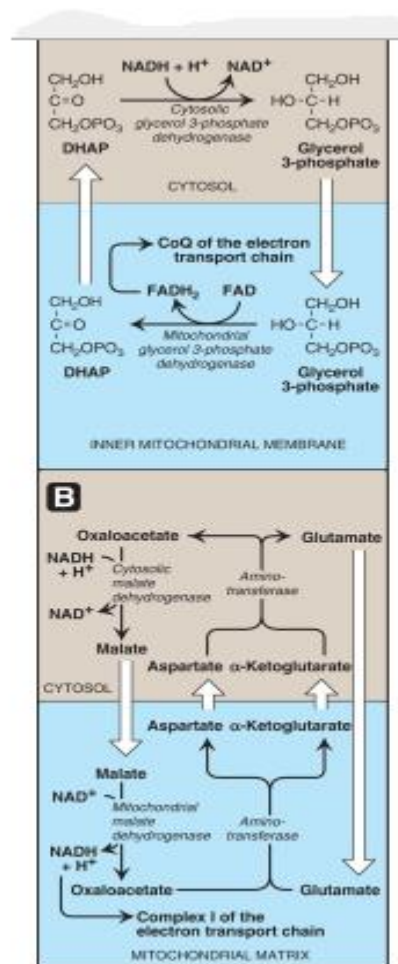 NADH + H⁺ NAD⁺
CH₂OH
C=O
CH₂OPO₃
DHAP
Cytosolic
glycerol 3-phosphate
dehydrogenase
CH₂OH
HO-C-H
CH₂OPO₃
Glycerol
3-phosphate
CYTOSOL
CoQ of the electron
transport chain
FADH₂ FAD
CH₂OH
C=O
CH₂OPO₃
DHAP
Mitochondrial
glycerol 3-phosphate
dehydrogenase
CH₂OH
HO-C-H
CH₂OPO₃
Glycerol
3-phosphate
INNER MITOCHONDRIAL MEMBRANE
B
Oxaloacetate
Glutamate
NADH
+ H⁺
Cytosolic
malate
dehydrogenase
NAD⁺
Malate
Amino-
transferase
Aspartate α-Ketoglutarate
CYTOSOL
Aspartate α-Ketoglutarate
Malate
NAD⁺
Mitochondrial
malate
dehydrogenase
NADH
+ H⁺
Amino-
transferase
Oxaloacetate
Glutamate
Complex I of the
electron transport chain
MITOCHONDRIAL MATRIX